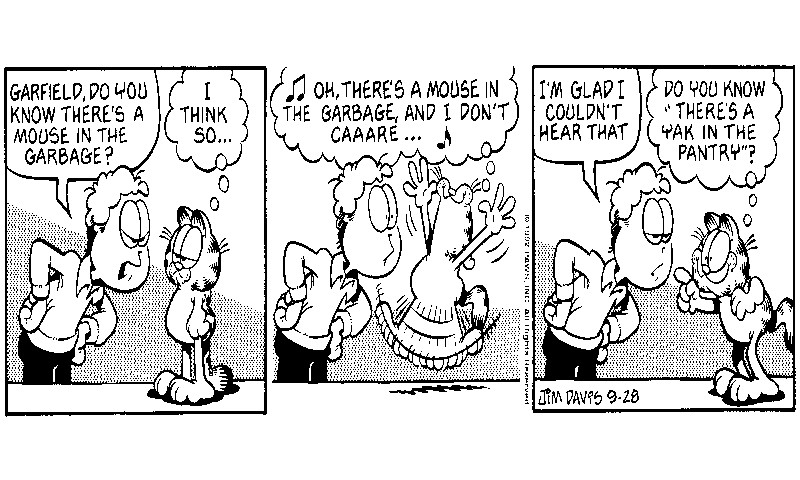 GARFIELD, DO YOU
KNOW THERE'S A
MOUSE IN THE
GARBAGE?
I
THINK
SO...
OH, THERE'S A MOUSE IN
THE GARBAGE, AND I DON'T
CAAARE...
I'M GLAD I
COULDN'T
HEAR THAT
DO YOU KNOW
"THERE'S A
YAK IN THE
PANTRY"?
JIM DAVIS 9-28